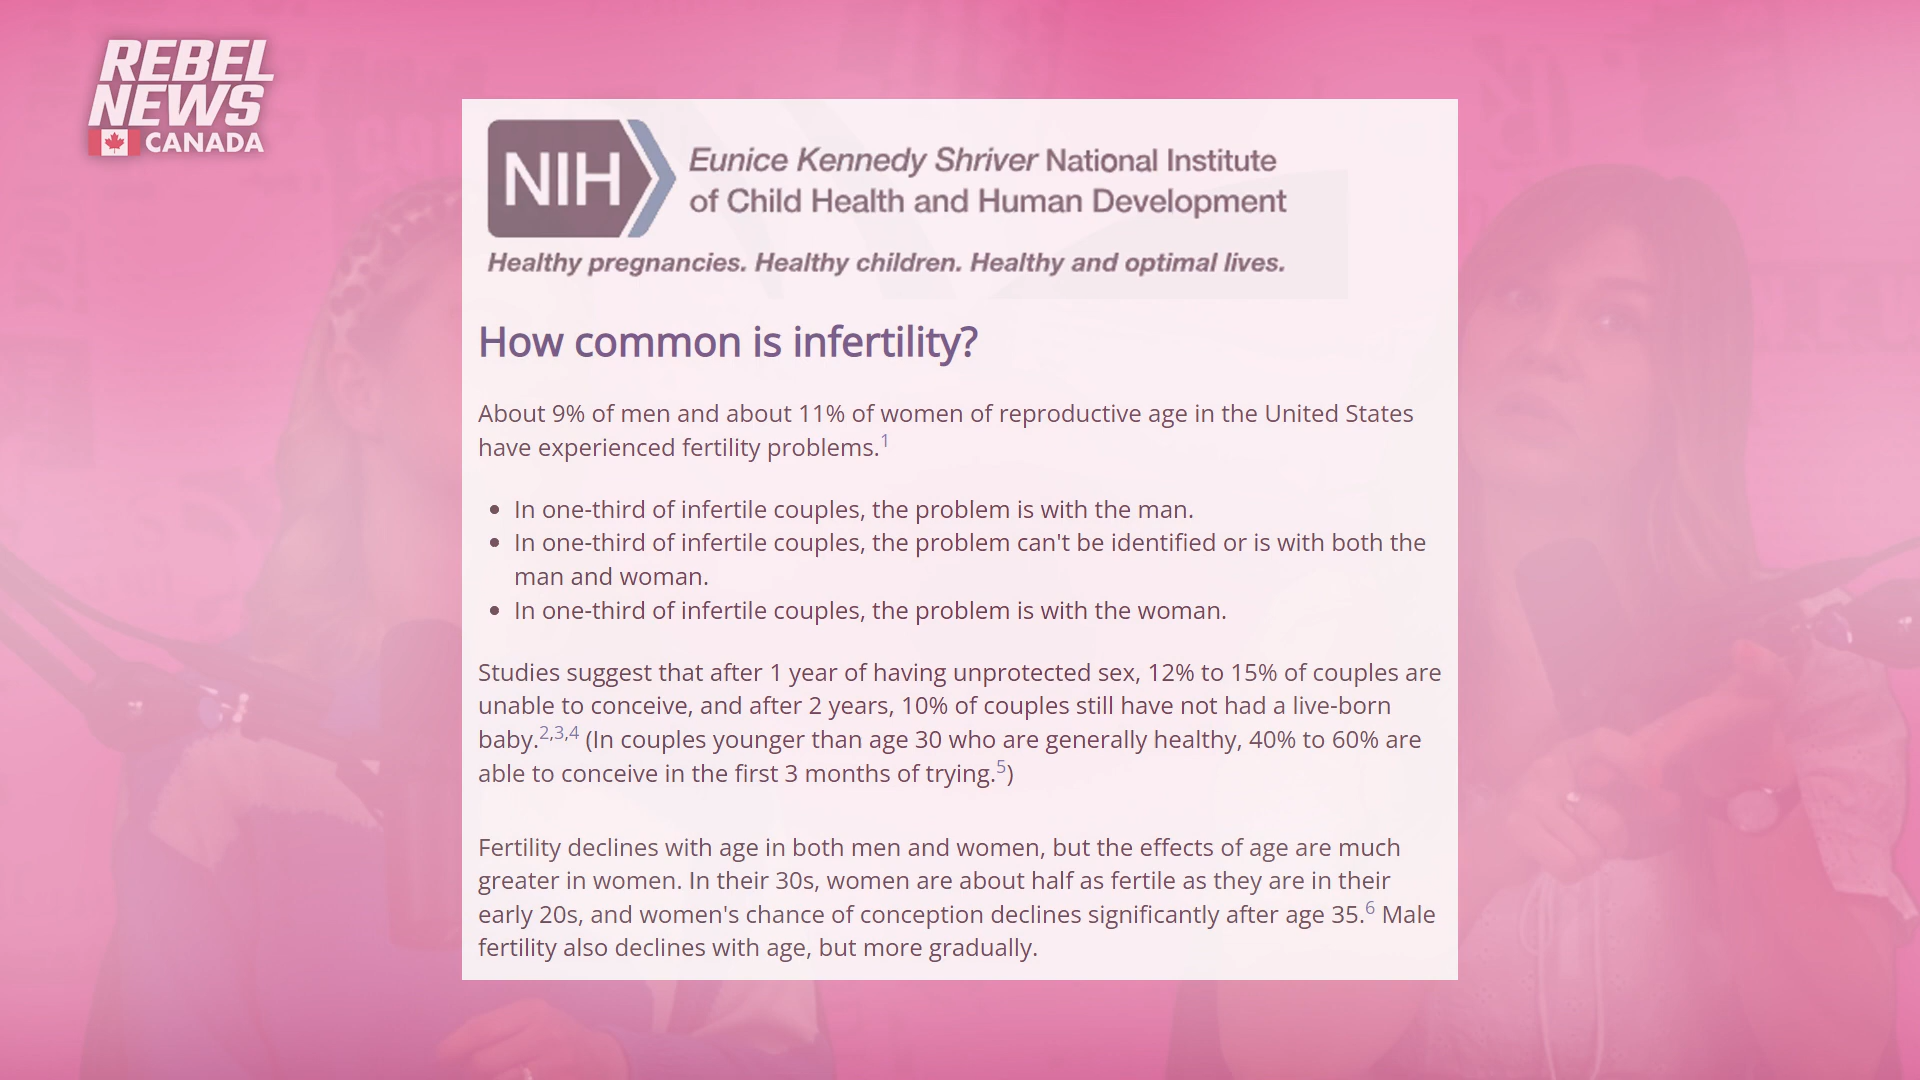 REBEL
NEWS
CANADA
NIH
Eunice Kennedy Shriver National Institute
of Child Health and Human Development
Healthy pregnancies. Healthy children. Healthy and optimal lives.
How common is infertility?
About 9% of men and about 11% of women of reproductive age in the United States
have experienced fertility problems.1
• In one-third of infertile couples, the problem is with the man.
• In one-third of infertile couples, the problem can't be identified or is with both the
man and woman.
• In one-third of infertile couples, the problem is with the woman.
Studies suggest that after 1 year of having unprotected sex, 12% to 15% of couples are
unable to conceive, and after 2 years, 10% of couples still have not had a live-born
baby.2,3,4 (In couples younger than age 30 who are generally healthy, 40% to 60% are
able to conceive in the first 3 months of trying.5)
Fertility declines with age in both men and women, but the effects of age are much
greater in women. In their 30s, women are about half as fertile as they are in their
early 20s, and women's chance of conception declines significantly after age 35.6 Male
fertility also declines with age, but more gradually.